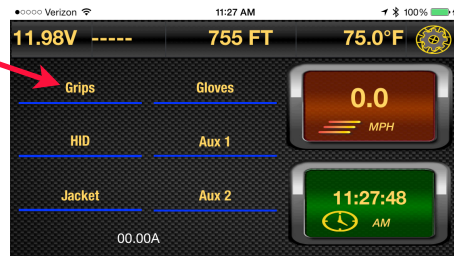 Verizon 11:27 AM 100%
11.98V ----- 755 FT 75.0°F
Grips Gloves
0.0
MPH
HID Aux 1
Jacket Aux 2
11:27:48
AM
00.00A